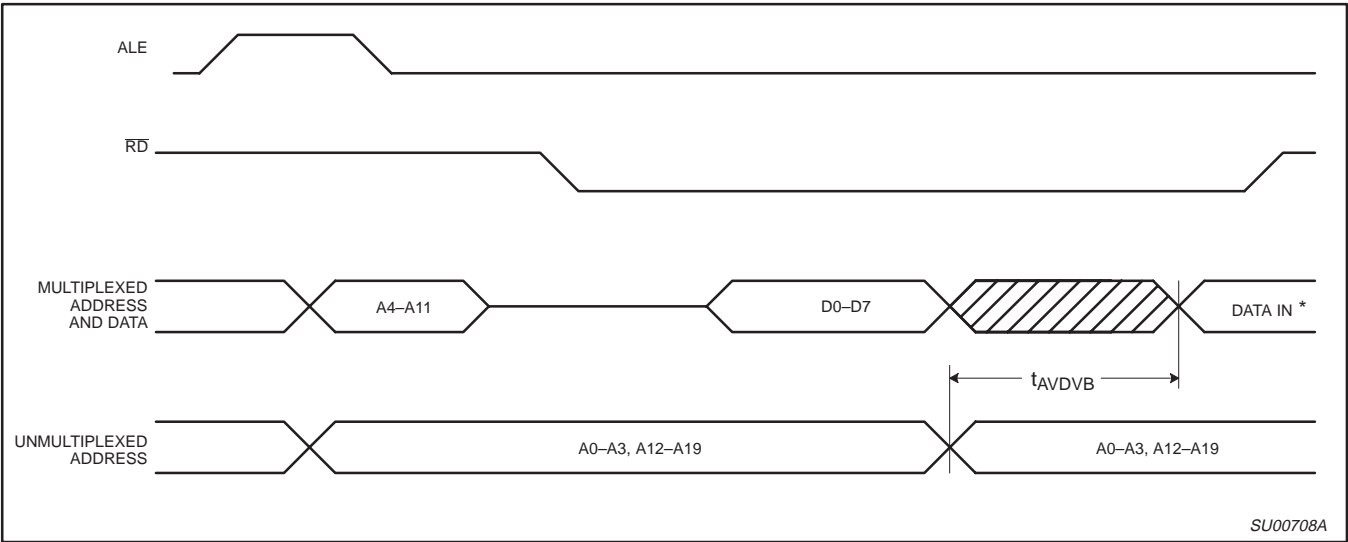 ALE
RD
MULTIPLEXED
ADDRESS
AND DATA
A4–A11
D0–D7
DATA IN *
tAVDVB
UNMULTIPLEXED
ADDRESS
A0–A3, A12–A19
A0–A3, A12–A19
SU00708A